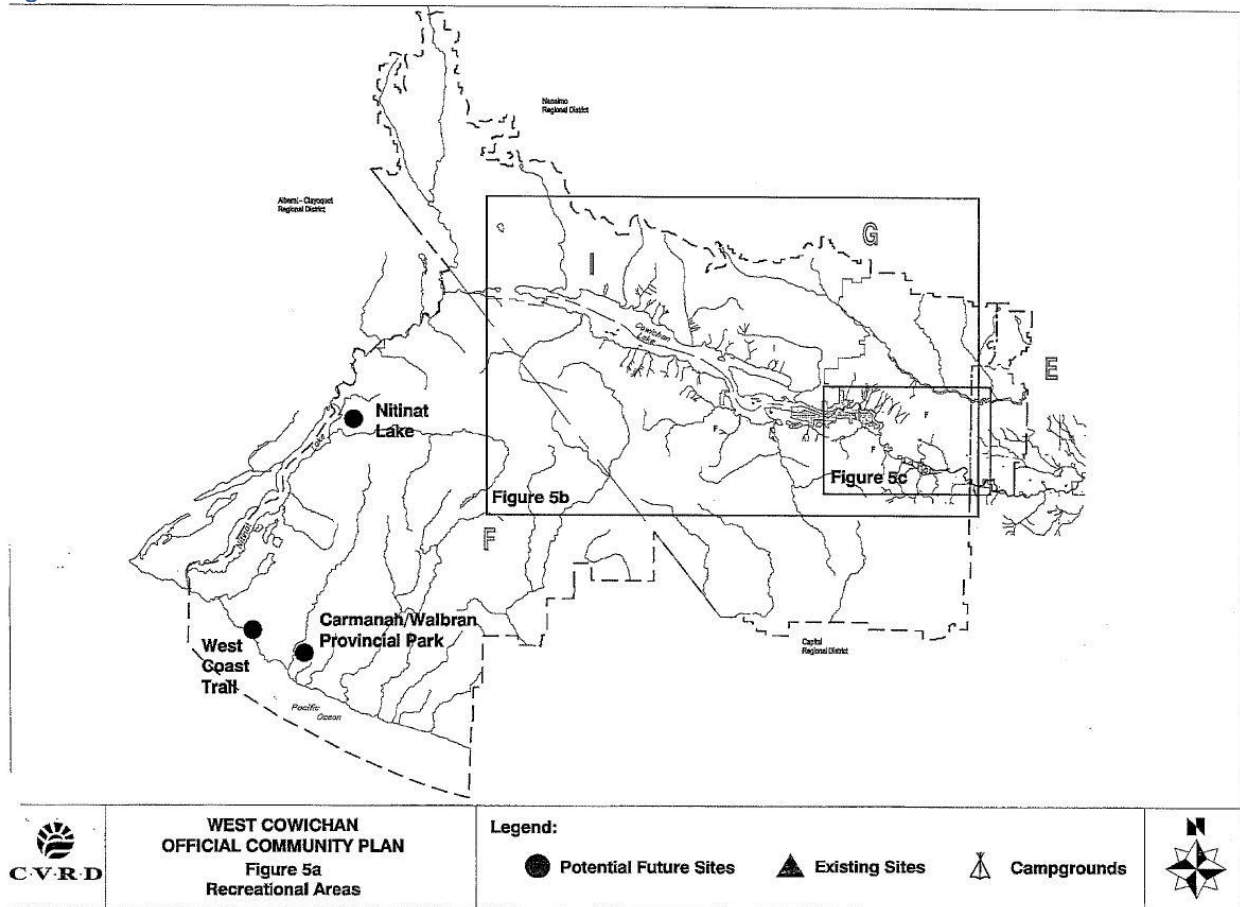 Nanaimo
Regional District
Alberni - Clayoquot
Regional District
G
I
Cowichan
Lake
E
F
F
Nitinat
Lake
Lake
Figure 5c
Figure 5b
F
Nitinat
Carmanah/Walbran
Provincial Park
West
Coast
Trail
Capital
Regional District
Pacific
Ocean
C·V·R·D
WEST COWICHAN
OFFICIAL COMMUNITY PLAN
Figure 5a
Recreational Areas
Legend:
Potential Future Sites
Existing Sites
Campgrounds
N